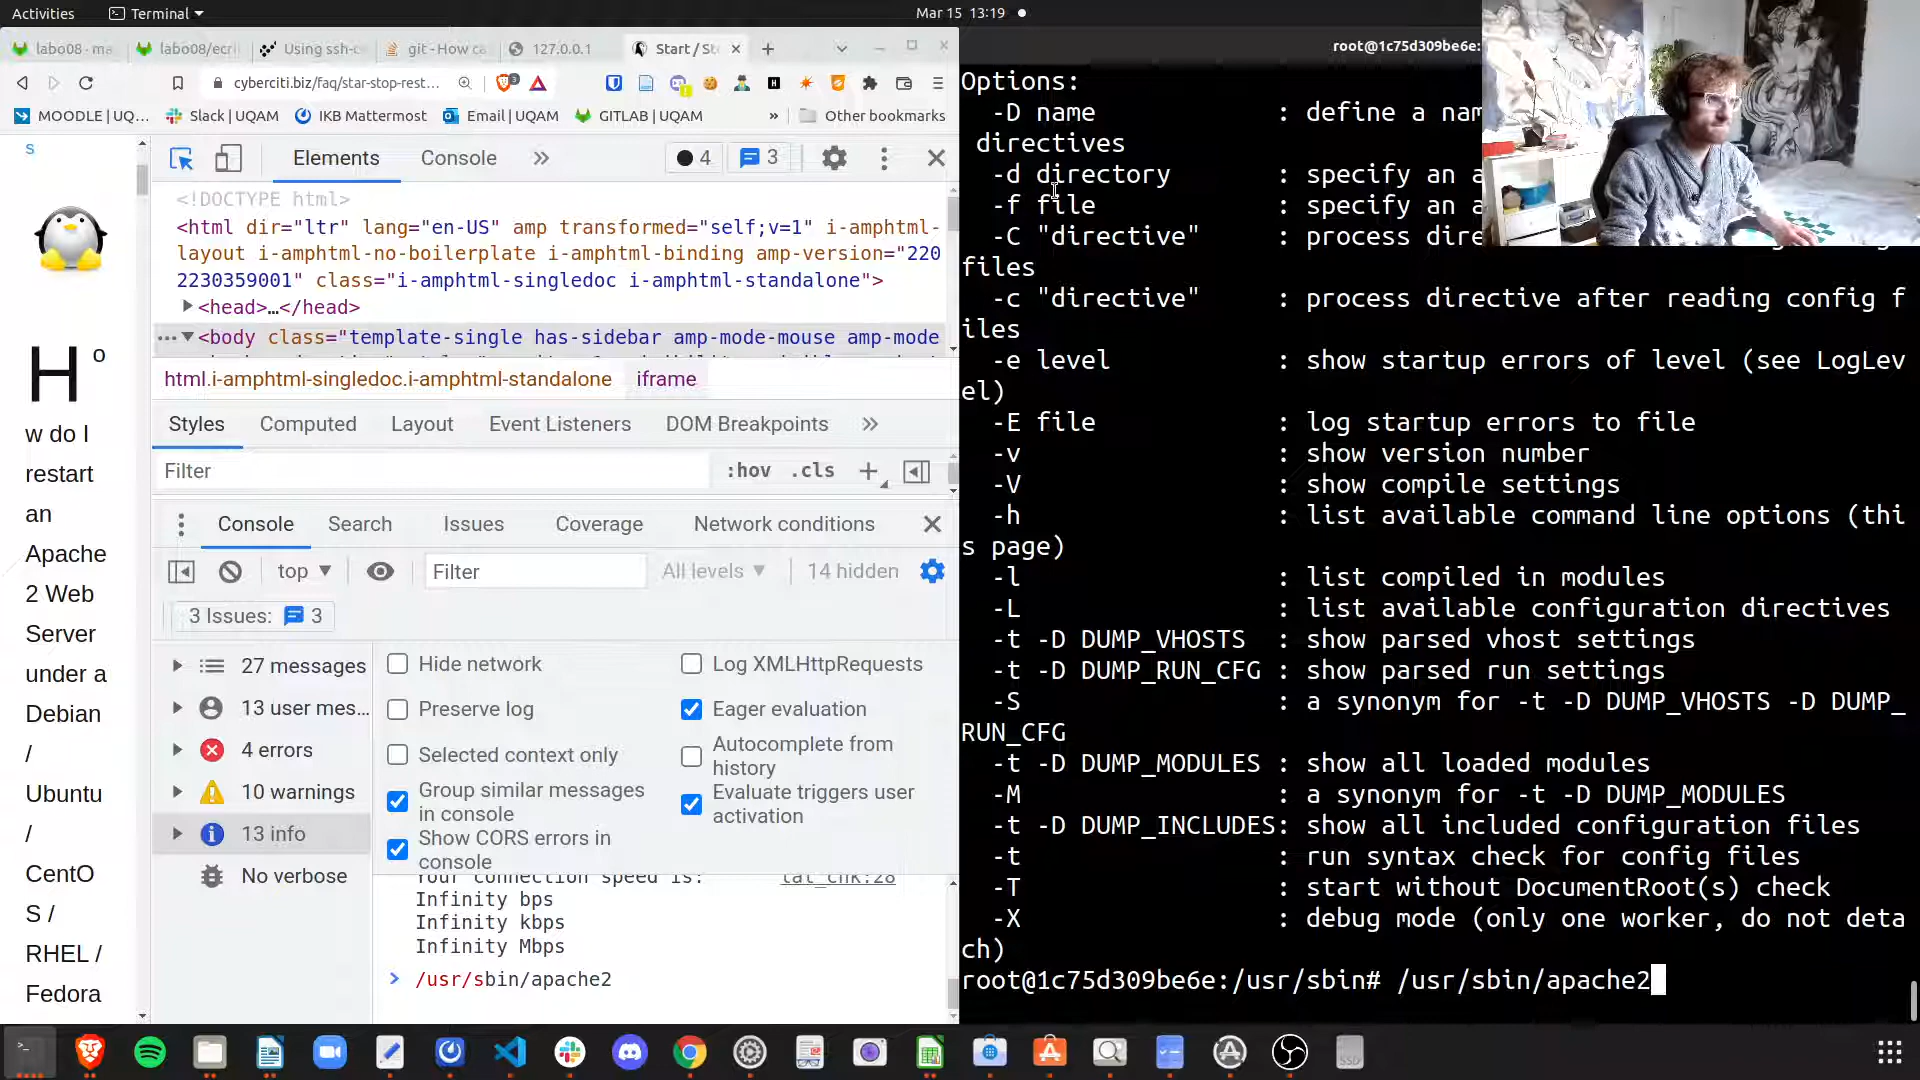 Activities
Terminal
Mar 15 13:19
labo08 - ma
labo08/ecri
Using ssh-c
git - How ca
127.0.0.1
Start / St
cyberciti.biz/faq/star-stop-rest...
MOODLE | UQ...
Slack | UQAM
IKB Mattermost
Email | UQAM
GITLAB | UQAM
»
Other bookmarks
s
H o
w do I
restart
an
Apache
2 Web
Server
under a
Debian
/
Ubuntu
/
CentO
S /
RHEL /
Fedora
Elements
Console
»
4
3
<!DOCTYPE html>
<html dir="ltr" lang="en-US" amp transformed="self;v=1" i-amphtml-
layout i-amphtml-no-boilerplate i-amphtml-binding amp-version="220
2230359001" class="i-amphtml-singledoc i-amphtml-standalone">
<head>…</head>
<body class="template-single has-sidebar amp-mode-mouse amp-mode
html.i-amphtml-singledoc.i-amphtml-standalone
iframe
Styles
Computed
Layout
Event Listeners
DOM Breakpoints
»
Filter
:hov .cls +
Console
Search
Issues
Coverage
Network conditions
top
Filter
All levels
14 hidden
3 Issues: 3
27 messages
13 user mes...
4 errors
10 warnings
13 info
No verbose
Hide network
Log XMLHttpRequests
Preserve log
Eager evaluation
Selected context only
Autocomplete from
history
Group similar messages
in console
Evaluate triggers user
activation
Show CORS errors in
console
Your connection speed is:
Infinity bps
Infinity kbps
Infinity Mbps
> /usr/sbin/apache2
root@1c75d309be6e:
Options:
-D name : define a nam
directives
-d directory : specify an a
-f file : specify an a
-C "directive" : process dire
files
-c "directive" : process directive after reading config f
iles
-e level : show startup errors of level (see LogLev
el)
-E file : log startup errors to file
-v : show version number
-V : show compile settings
-h : list available command line options (thi
s page)
-l : list compiled in modules
-L : list available configuration directives
-t -D DUMP_VHOSTS : show parsed vhost settings
-t -D DUMP_RUN_CFG : show parsed run settings
-S : a synonym for -t -D DUMP_VHOSTS -D DUMP_
RUN_CFG
-t -D DUMP_MODULES : show all loaded modules
-M : a synonym for -t -D DUMP_MODULES
-t -D DUMP_INCLUDES: show all included configuration files
-t : run syntax check for config files
-T : start without DocumentRoot(s) check
-X : debug mode (only one worker, do not deta
ch)
root@1c75d309be6e:/usr/sbin# /usr/sbin/apache2